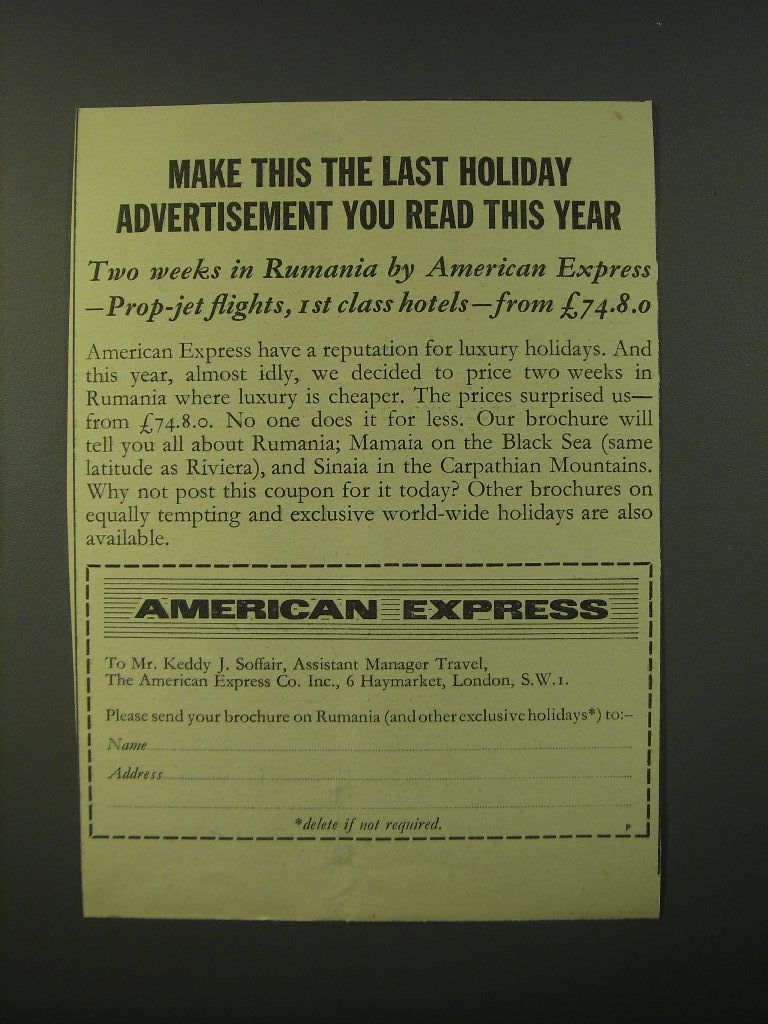 MAKE THIS THE LAST HOLIDAY
ADVERTISEMENT YOU READ THIS YEAR
Two weeks in Rumania by American Express
—Prop-jet flights, 1st class hotels—from £74.8.0
American Express have a reputation for luxury holidays. And
this year, almost idly, we decided to price two weeks in
Rumania where luxury is cheaper. The prices surprised us—
from £74.8.0. No one does it for less. Our brochure will
tell you all about Rumania; Mamaia on the Black Sea (same
latitude as Riviera), and Sinaia in the Carpathian Mountains.
Why not post this coupon for it today? Other brochures on
equally tempting and exclusive world-wide holidays are also
available.
AMERICAN EXPRESS
To Mr. Keddy J. Soffair, Assistant Manager Travel,
The American Express Co. Inc., 6 Haymarket, London, S.W.1.
Please send your brochure on Rumania (and other exclusive holidays*) to:–
Name
Address
*delete if not required.
P